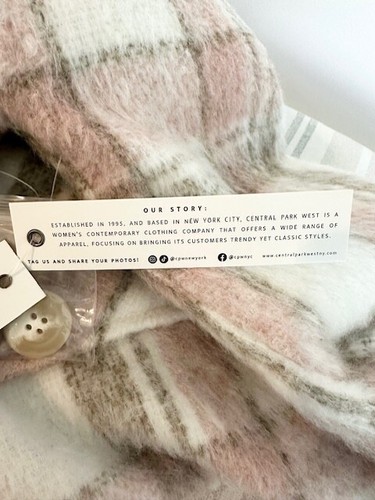 OUR STORY:
ESTABLISHED IN 1995, AND BASED IN NEW YORK CITY, CENTRAL PARK WEST IS A
WOMEN'S CONTEMPORARY CLOTHING COMPANY THAT OFFERS A WIDE RANGE OF
APPAREL, FOCUSING ON BRINGING ITS CUSTOMERS TRENDY YET CLASSIC STYLES.
TAG US AND SHARE YOUR PHOTOS! @cpwnewyork @cpwnyc www.centralparkwestny.com